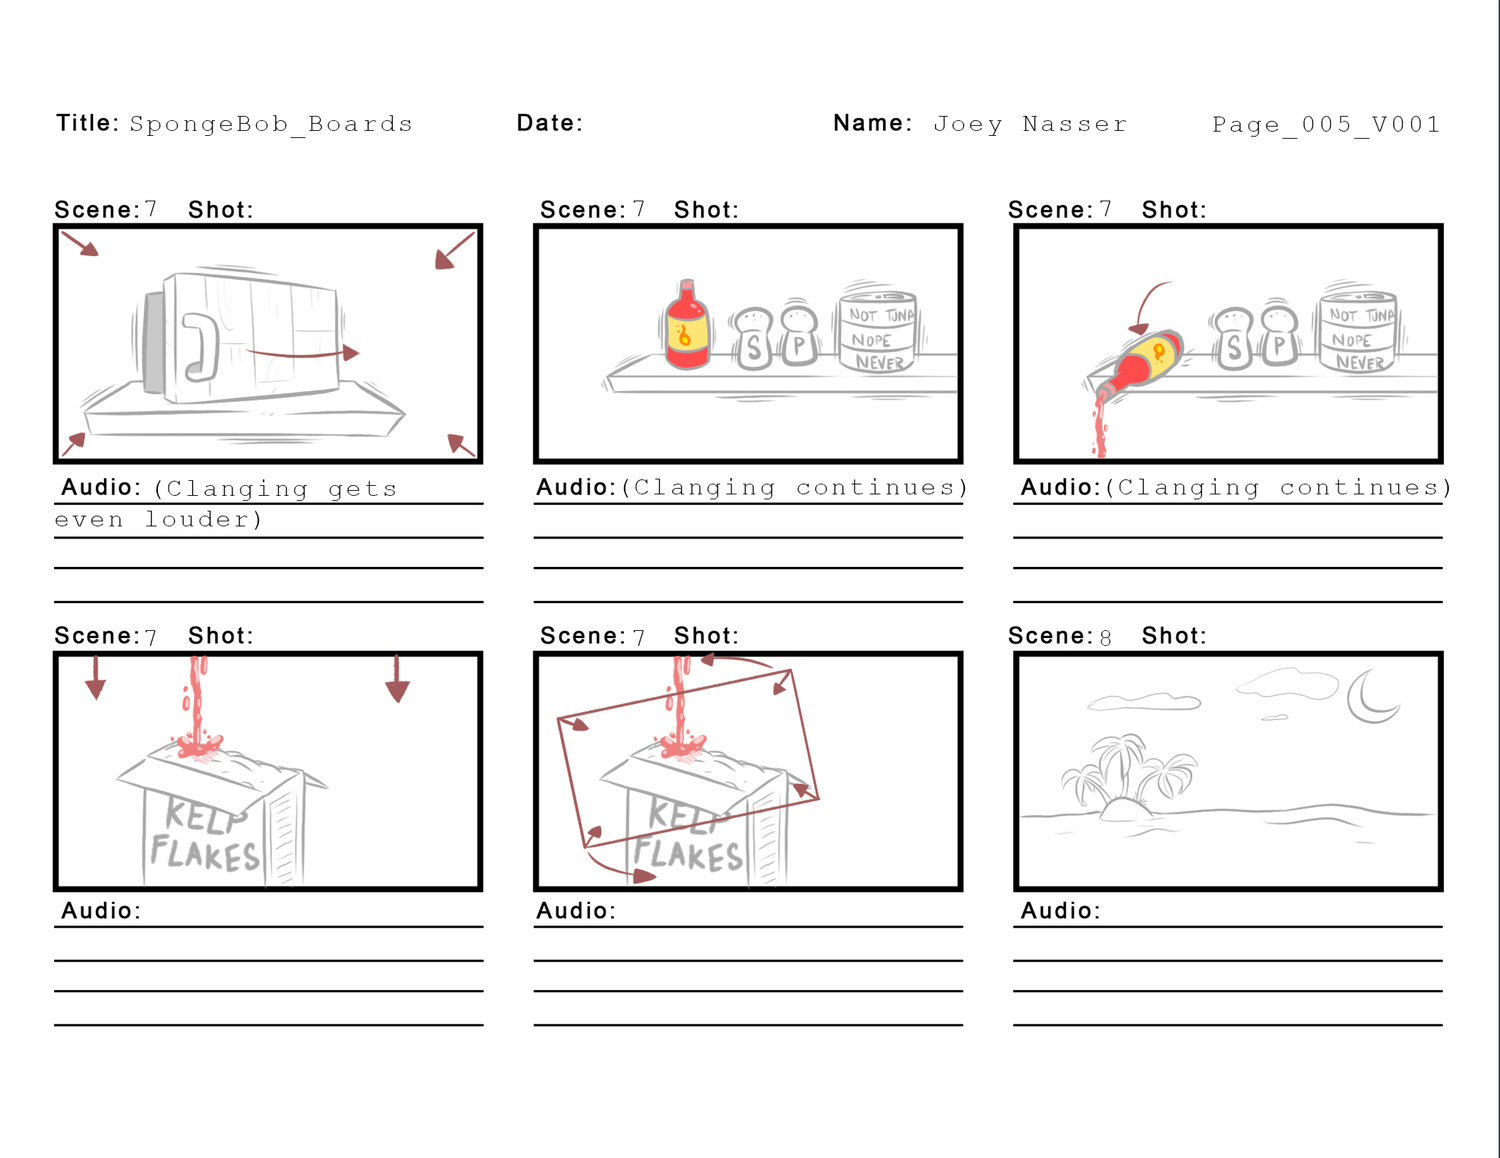 Title: SpongeBob_Boards Date: Name: Joey Nasser Page_005_V001
Scene: 7 Shot: Scene: 7 Shot: Scene: 7 Shot:
S P NOT TUNA NOPE NEVER
S P NOT TUNA NOPE NEVER
Audio: (Clanging gets
even louder)
Audio: (Clanging continues)
Audio: (Clanging continues)
Scene: 7 Shot: Scene: 7 Shot: Scene: 8 Shot:
KELP
FLAKES
KELP
FLAKES
Audio: Audio: Audio: